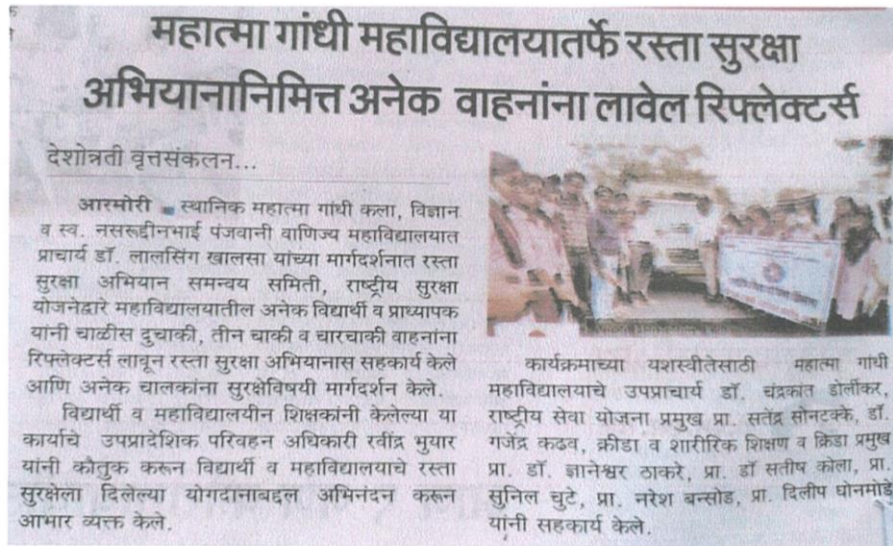 महात्मा गांधी महाविद्यालयातर्फे रस्ता सुरक्षा
अभियानानिमित्त अनेक वाहनांना लावेल रिफ्लेक्टर्स
देशोन्नती वृत्तसंकलन...
आरमोरी - स्थानिक महात्मा गांधी कला, विज्ञान
व स्व. नसरूद्दीनभाई पंजवानी वाणिज्य महाविद्यालयात
प्राचार्य डॉ. लालसिंग खालसा यांच्या मार्गदर्शनात रस्ता
सुरक्षा अभियान समन्वय समिती, राष्ट्रीय सुरक्षा
योजनेद्वारे महाविद्यालयातील अनेक विद्यार्थी व प्राध्यापक
यांनी चाळीस दुचाकी, तीन चाकी व चारचाकी वाहनांना
रिफ्लेक्टर्स लावून रस्ता सुरक्षा अभियानास सहकार्य केले
आणि अनेक चालकांना सुरक्षेविषयी मार्गदर्शन केले.
विद्यार्थी व महाविद्यालयीन शिक्षकांनी केलेल्या या
कार्याचे उपप्रादेशिक परिवहन अधिकारी रवींद्र भुयार
यांनी कौतुक करून विद्यार्थी व महाविद्यालयाचे रस्ता
सुरक्षेला दिलेल्या योगदानाबद्दल अभिनंदन करून
आभार व्यक्त केले.
कार्यक्रमाच्या यशस्वीतेसाठी महात्मा गांधी
महाविद्यालयाचे उपप्राचार्य डॉ. चंद्रकांत डोर्लीकर,
राष्ट्रीय सेवा योजना प्रमुख प्रा. सतेंद्र सोनटक्के, डॉ.
गजेंद्र कढव, क्रीडा व शारीरिक शिक्षण व क्रिडा प्रमुख
प्रा. डॉ. ज्ञानेश्वर ठाकरे, प्रा. डॉ सतीष कोला, प्रा.
सुनिल चुटे, प्रा. नरेश बन्सोड, प्रा. दिलीप घोनमोडे
यांनी सहकार्य केले.